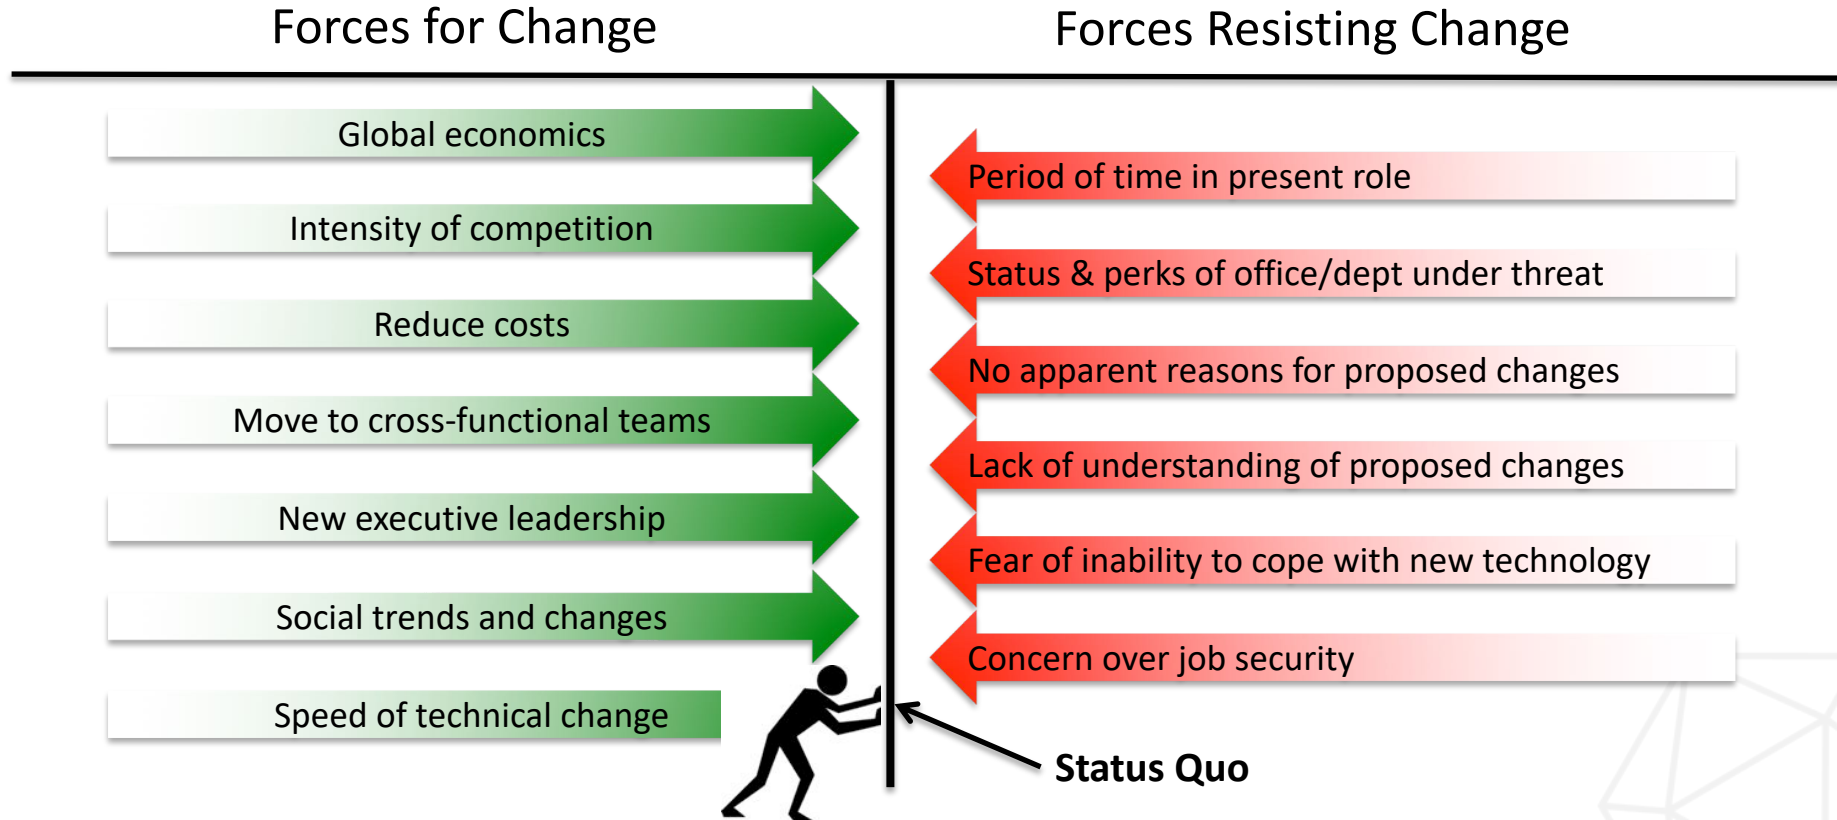 Forces for Change
Forces Resisting Change
Global economics
Intensity of competition
Reduce costs
Move to cross-functional teams
New executive leadership
Social trends and changes
Speed of technical change
Period of time in present role
Status & perks of office/dept under threat
No apparent reasons for proposed changes
Lack of understanding of proposed changes
Fear of inability to cope with new technology
Concern over job security
Status Quo